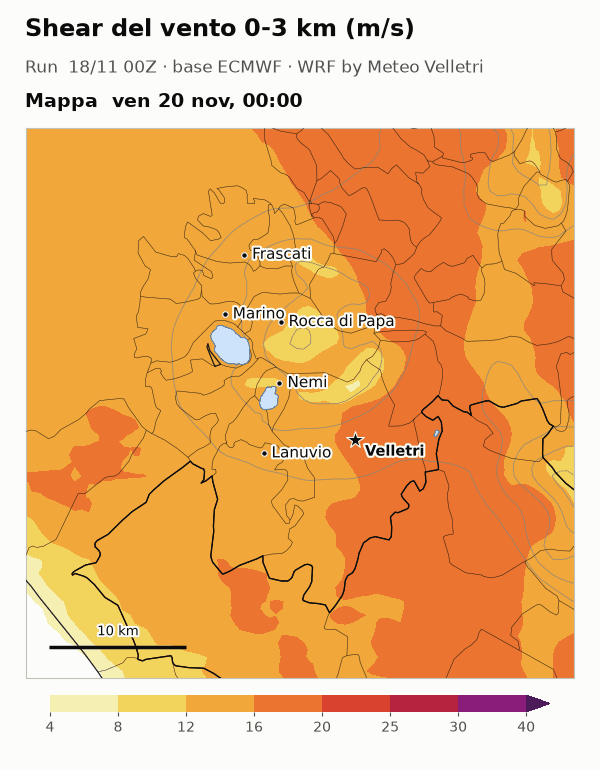 Shear del vento 0-3 km (m/s)
Run  18/11 00Z · base ECMWF · WRF by Meteo Velletri
Mappa  ven 20 nov, 00:00
Frascati
Marino
Rocca di Papa
Nemi
Velletri
Lanuvio
10 km
4 8 12 16 20 25 30 40